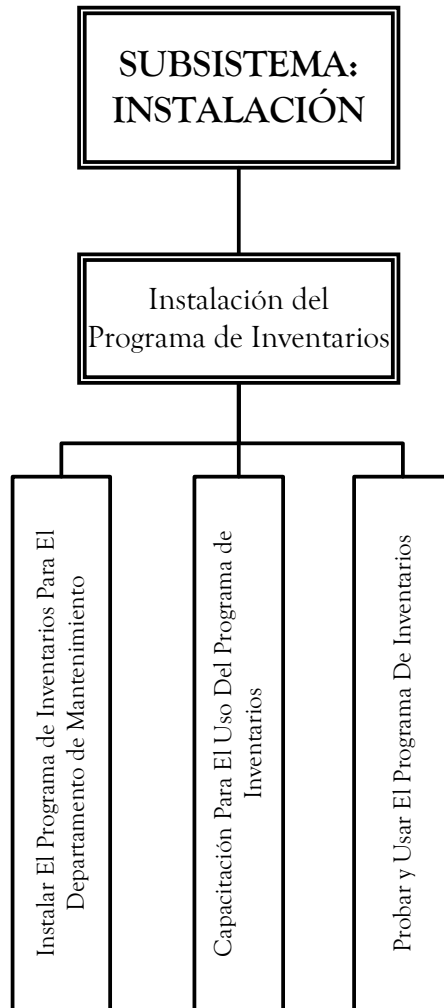 SUBSISTEMA:
INSTALACIÓN
Instalación del
Programa de Inventarios
Instalar El Programa de Inventarios Para El
Departamento de Mantenimiento
Capacitación Para El Uso Del Programa de
Inventarios
Probar y Usar El Programa De Inventarios